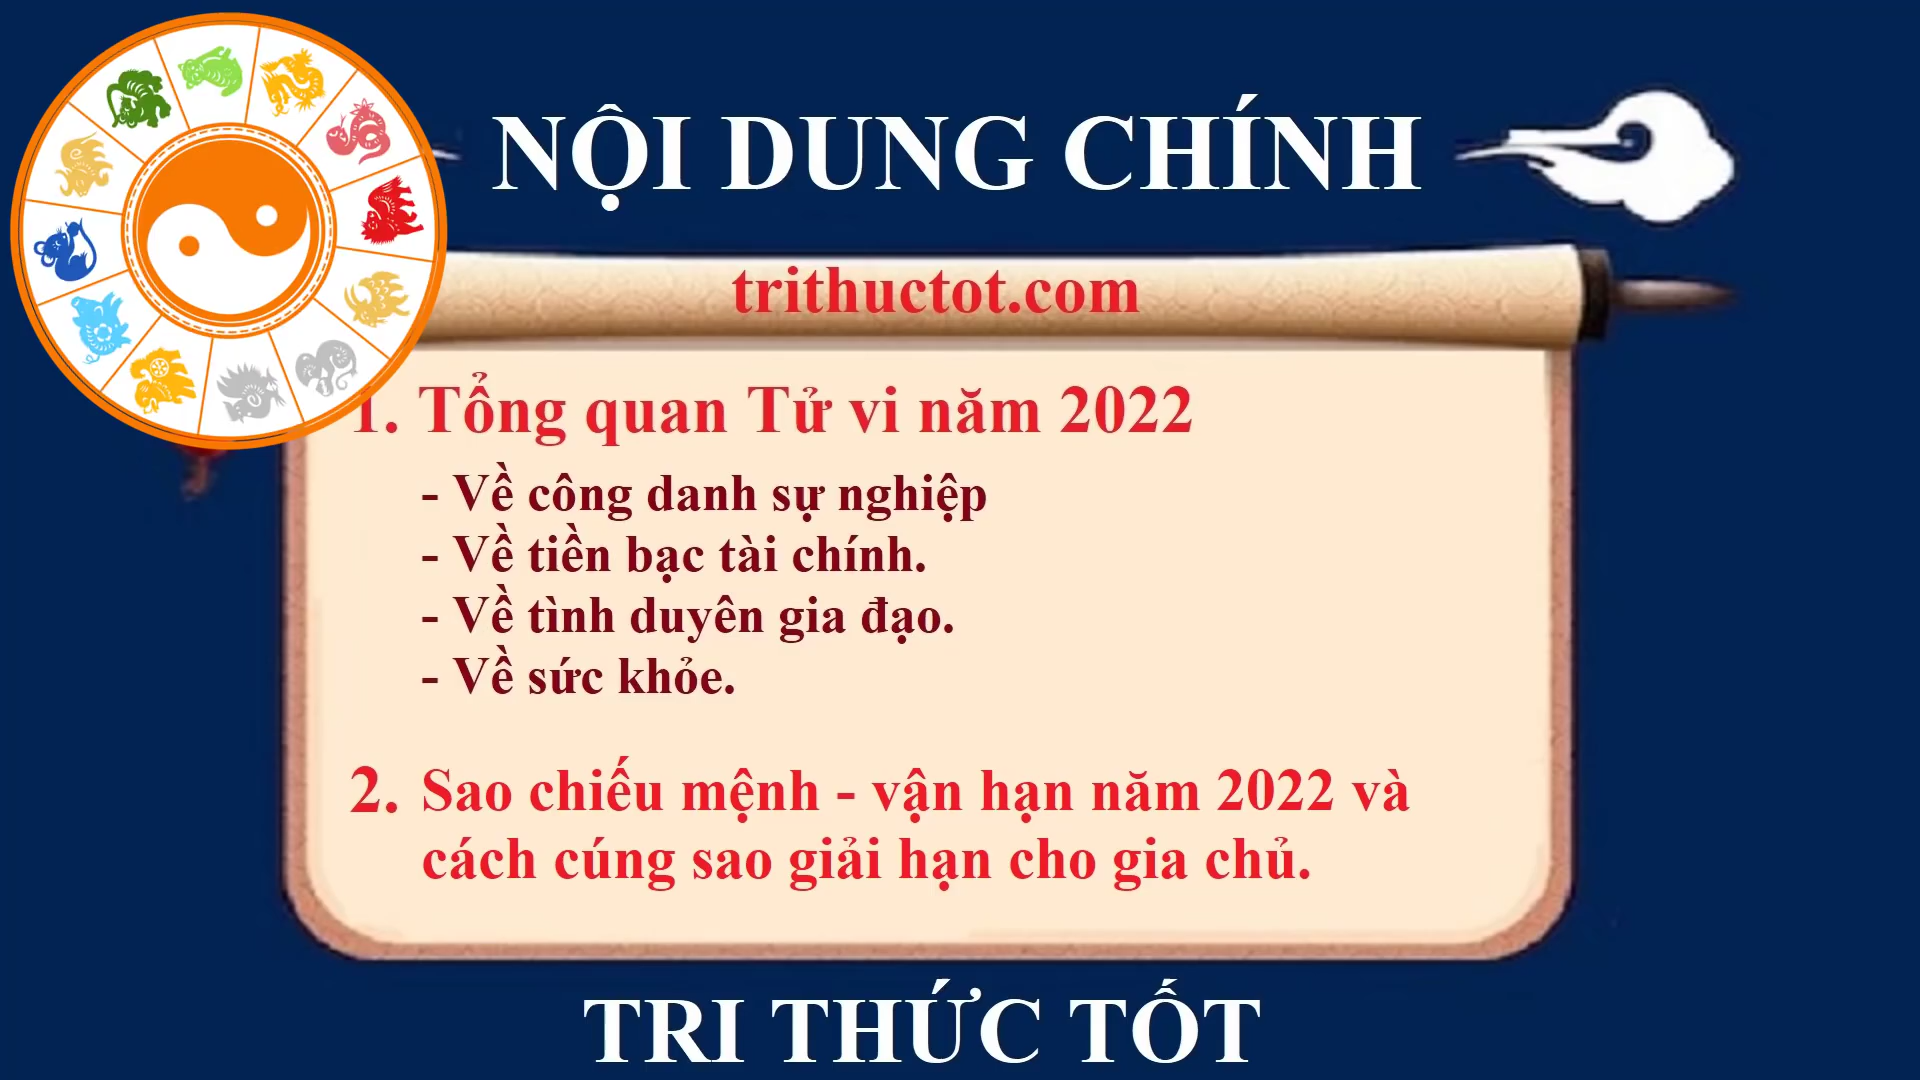 NỘI DUNG CHÍNH
trithuctot.com
1. Tổng quan Tử vi năm 2022
- Về công danh sự nghiệp
- Về tiền bạc tài chính.
- Về tình duyên gia đạo.
- Về sức khỏe.
2. Sao chiếu mệnh - vận hạn năm 2022 và
cách cúng sao giải hạn cho gia chủ.
TRI THỨC TỐT